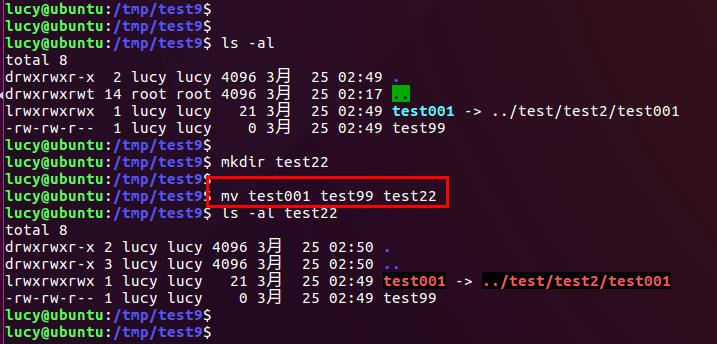 lucy@ubuntu:/tmp/test9$
lucy@ubuntu:/tmp/test9$
lucy@ubuntu:/tmp/test9$ ls -al
total 8
drwxrwxr-x  2 lucy lucy 4096 3月  25 02:49 .
drwxrwxrwt 14 root root 4096 3月  25 02:17 ..
lrwxrwxrwx  1 lucy lucy   21 3月  25 02:49 test001 -> ../test/test2/test001
-rw-rw-r--  1 lucy lucy    0 3月  25 02:49 test99
lucy@ubuntu:/tmp/test9$
lucy@ubuntu:/tmp/test9$ mkdir test22
lucy@ubuntu:/tmp/test9$
lucy@ubuntu:/tmp/test9$ mv test001 test99 test22
lucy@ubuntu:/tmp/test9$ ls -al test22
total 8
drwxrwxr-x 2 lucy lucy 4096 3月  25 02:50 .
drwxrwxr-x 3 lucy lucy 4096 3月  25 02:50 ..
lrwxrwxrwx 1 lucy lucy   21 3月  25 02:49 test001 -> ../test/test2/test001
-rw-rw-r-- 1 lucy lucy    0 3月  25 02:49 test99
lucy@ubuntu:/tmp/test9$
lucy@ubuntu:/tmp/test9$